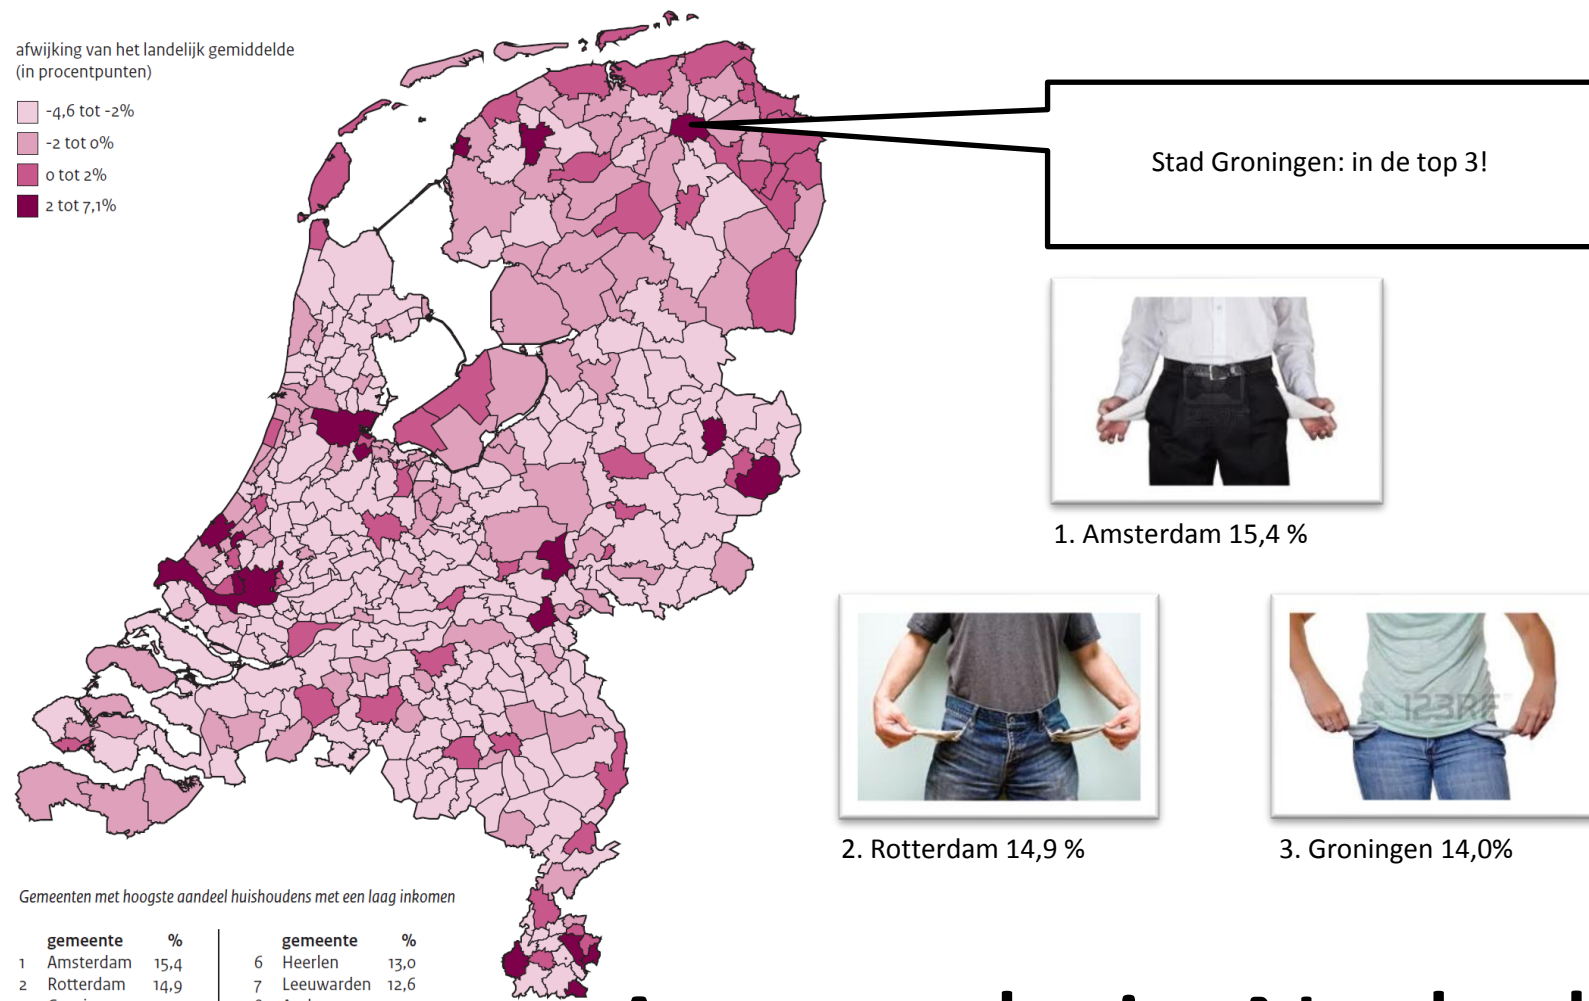 afwijking van het landelijk gemiddelde
(in procentpunten)
-4,6 tot -2%
-2 tot 0%
0 tot 2%
2 tot 7,1%
Stad Groningen: in de top 3!
1. Amsterdam 15,4 %
2. Rotterdam 14,9 %
3. Groningen 14,0%
123RF
Gemeenten met hoogste aandeel huishoudens met een laag inkomen
gemeente % gemeente %
1 Amsterdam 15,4 6 Heerlen 13,0
2 Rotterdam 14,9 7 Leeuwarden 12,6